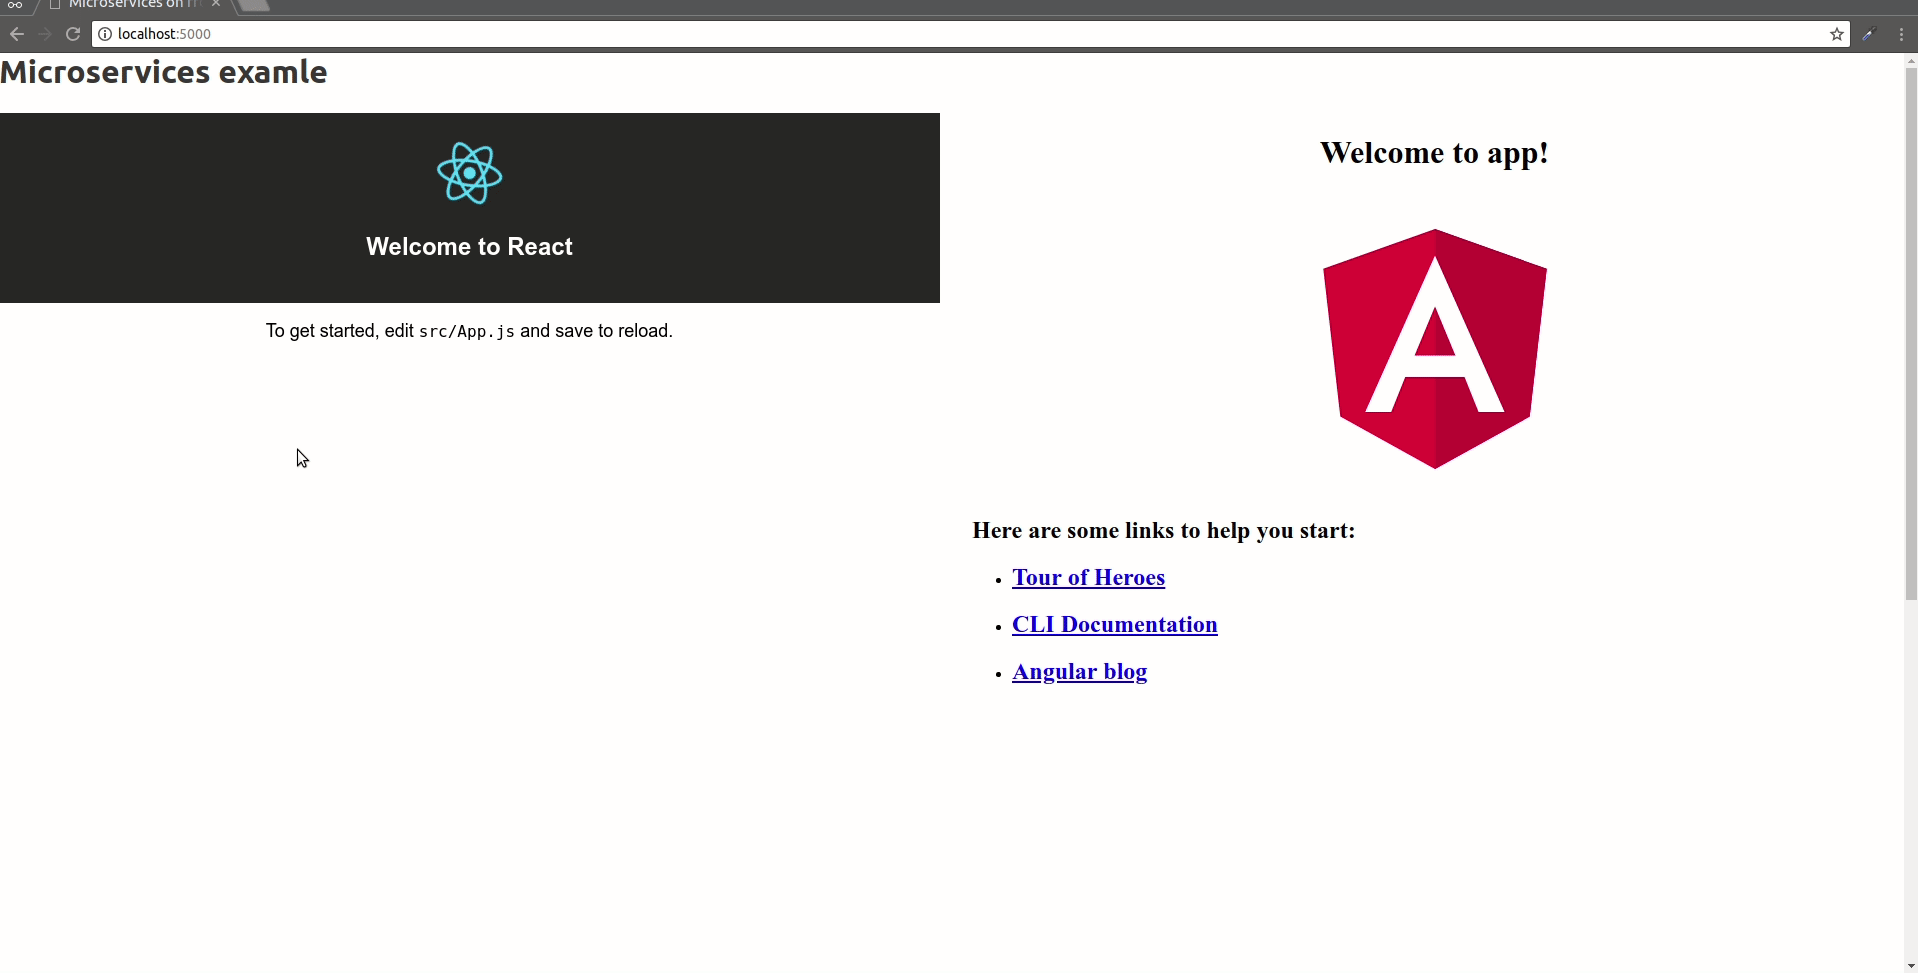 Microservices on
localhost:5000
Microservices examle
Welcome to React
To get started, edit src/App.js and save to reload.
Welcome to app!
Here are some links to help you start:
Tour of Heroes
CLI Documentation
Angular blog